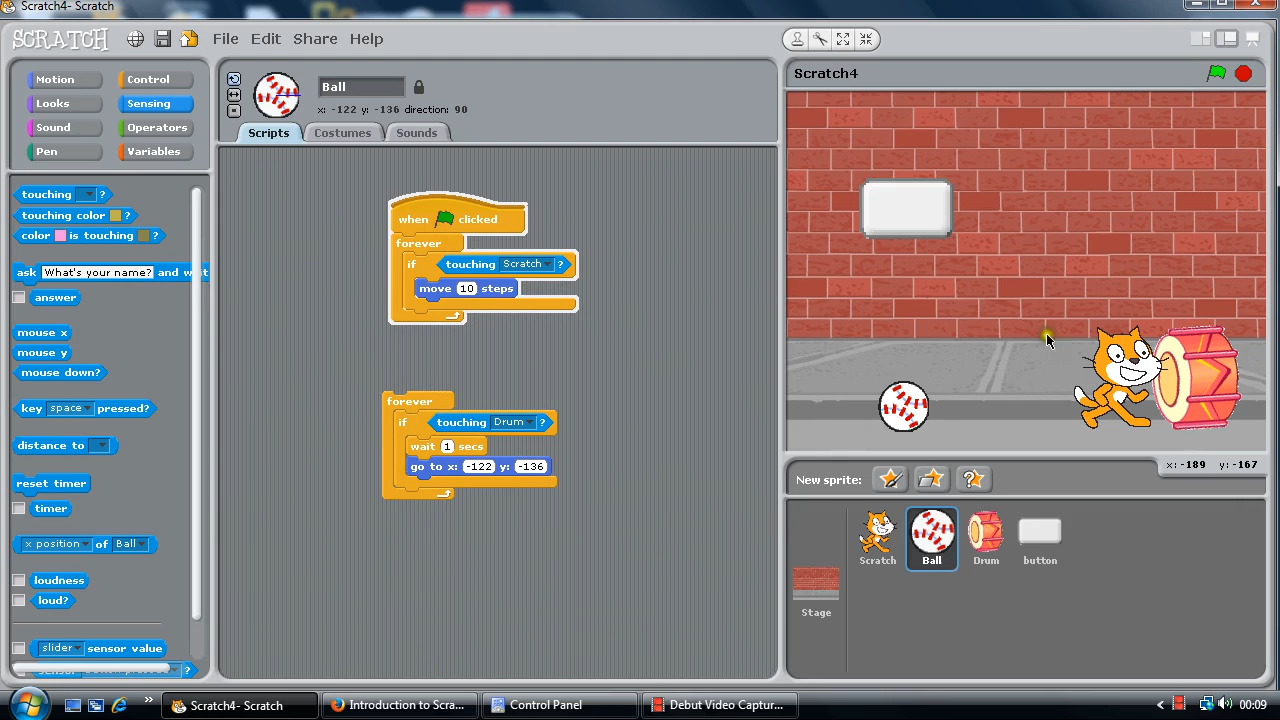 Scratch4- Scratch
SCRATCH File Edit Share Help
Motion Control
Looks Sensing
Sound Operators
Pen Variables
Ball
x: -122 y: -136 direction: 90
Scripts Costumes Sounds
touching ?
touching color ?
color is touching ?
ask What's your name? and wait
answer
mouse x
mouse y
mouse down?
key space pressed?
distance to
reset timer
timer
x position of Ball
loudness
loud?
slider sensor value
when clicked
forever
if touching Scratch ?
move 10 steps
forever
if touching Drum ?
wait 1 secs
go to x: -122 y: -136
Scratch4
x: -189 y: -167
New sprite:
Scratch Ball Drum button
Stage
Scratch4- Scratch
Introduction to Scra...
Control Panel
Debut Video Captur...
00:09